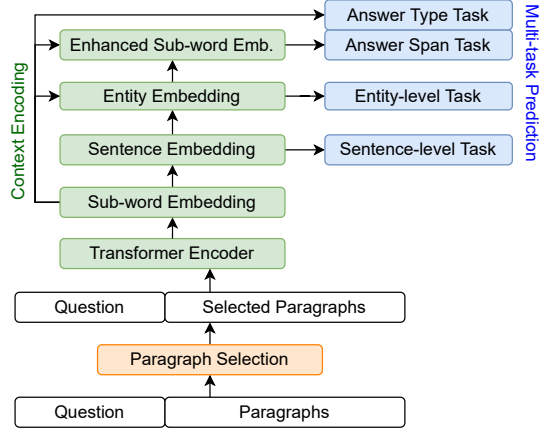 Answer Type Task
Enhanced Sub-word Emb.
Answer Span Task
Entity Embedding
Entity-level Task
Sentence Embedding
Sentence-level Task
Sub-word Embedding
Transformer Encoder
Question
Selected Paragraphs
Paragraph Selection
Question
Paragraphs
Context Encoding
Multi-task Prediction